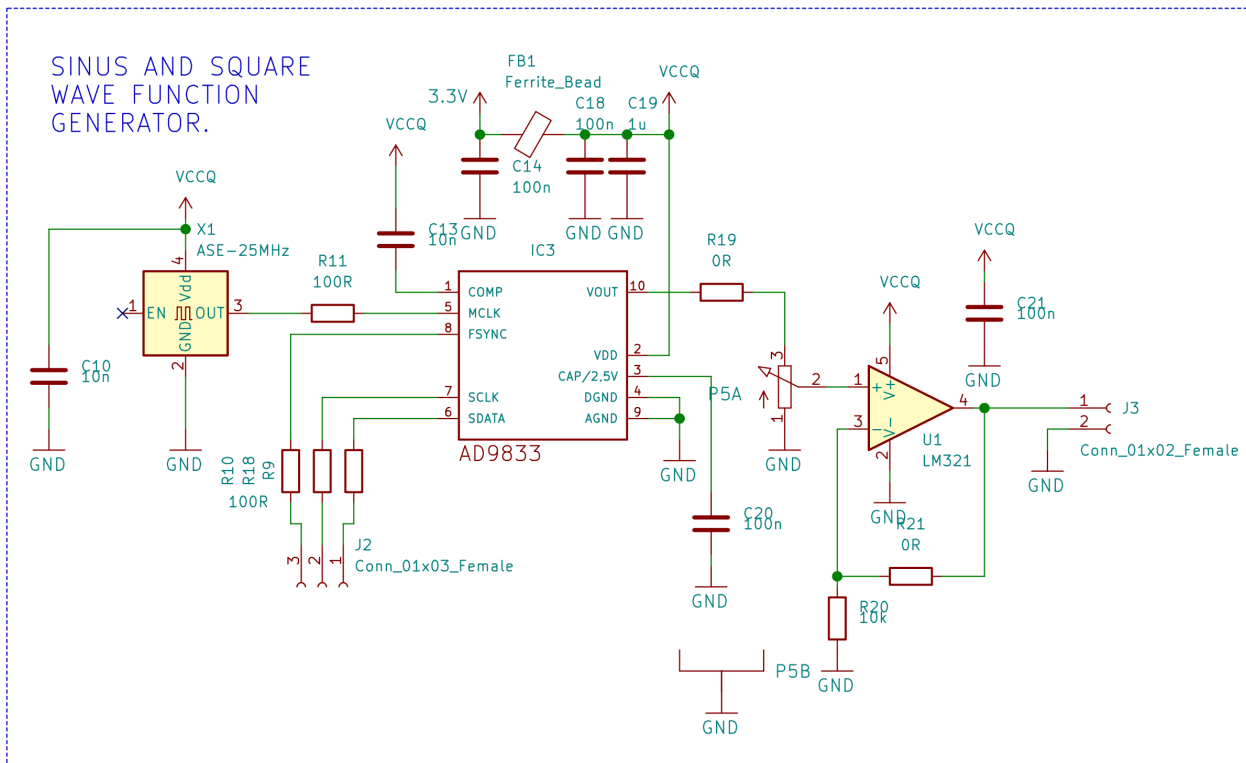 SINUS AND SQUARE
WAVE FUNCTION
GENERATOR.
FB1
Ferrite_Bead
VCCQ
3.3V
C18
100n
C19
1u
C14
100n
GND
GND
GND
VCCQ
C13
10n
VCCQ
X1
ASE-25MHz
4
Vdd
1
EN
OUT
3
GND
2
C10
10n
GND
GND
R11
100R
IC3
1
COMP
5
MCLK
8
FSYNC
7
SCLK
6
SDATA
VOUT
10
VDD
2
CAP/2,5V
3
DGND
4
AGND
9
AD9833
GND
R10
R18
R9
100R
3
2
1
J2
Conn_01x03_Female
C20
100n
GND
R19
0R
3
2
1
P5A
GND
VCCQ
5
1
+
V+
3
-
V-
2
4
U1
LM321
GND
VCCQ
C21
100n
GND
1
2
J3
Conn_01x02_Female
GND
R21
0R
R20
10k
GND
P5B
GND